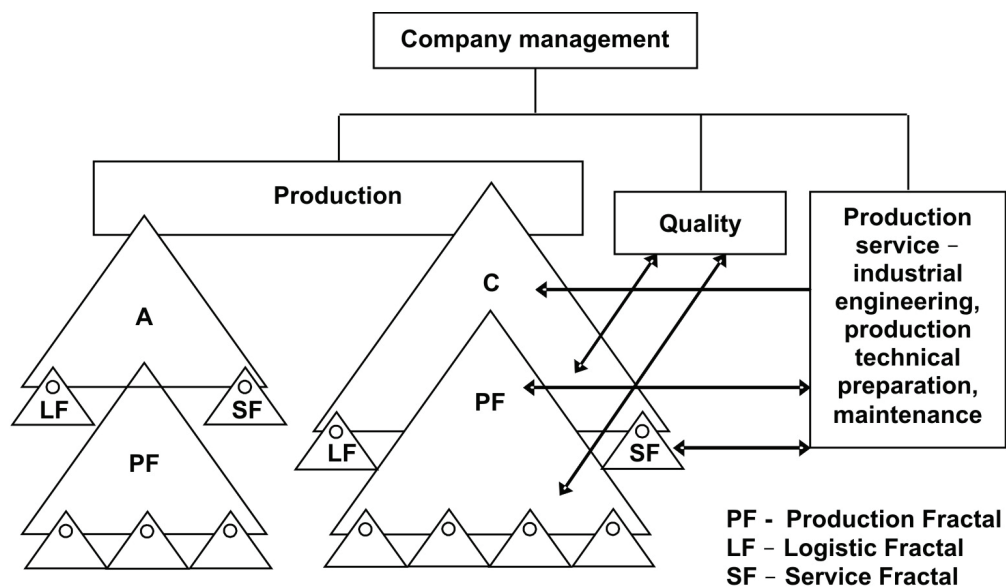 Company management
Production
Quality
Production
service –
industrial
engineering,
production
technical
preparation,
maintenance
A
C
LF
SF
PF
PF
LF
SF
PF - Production Fractal
LF – Logistic Fractal
SF – Service Fractal